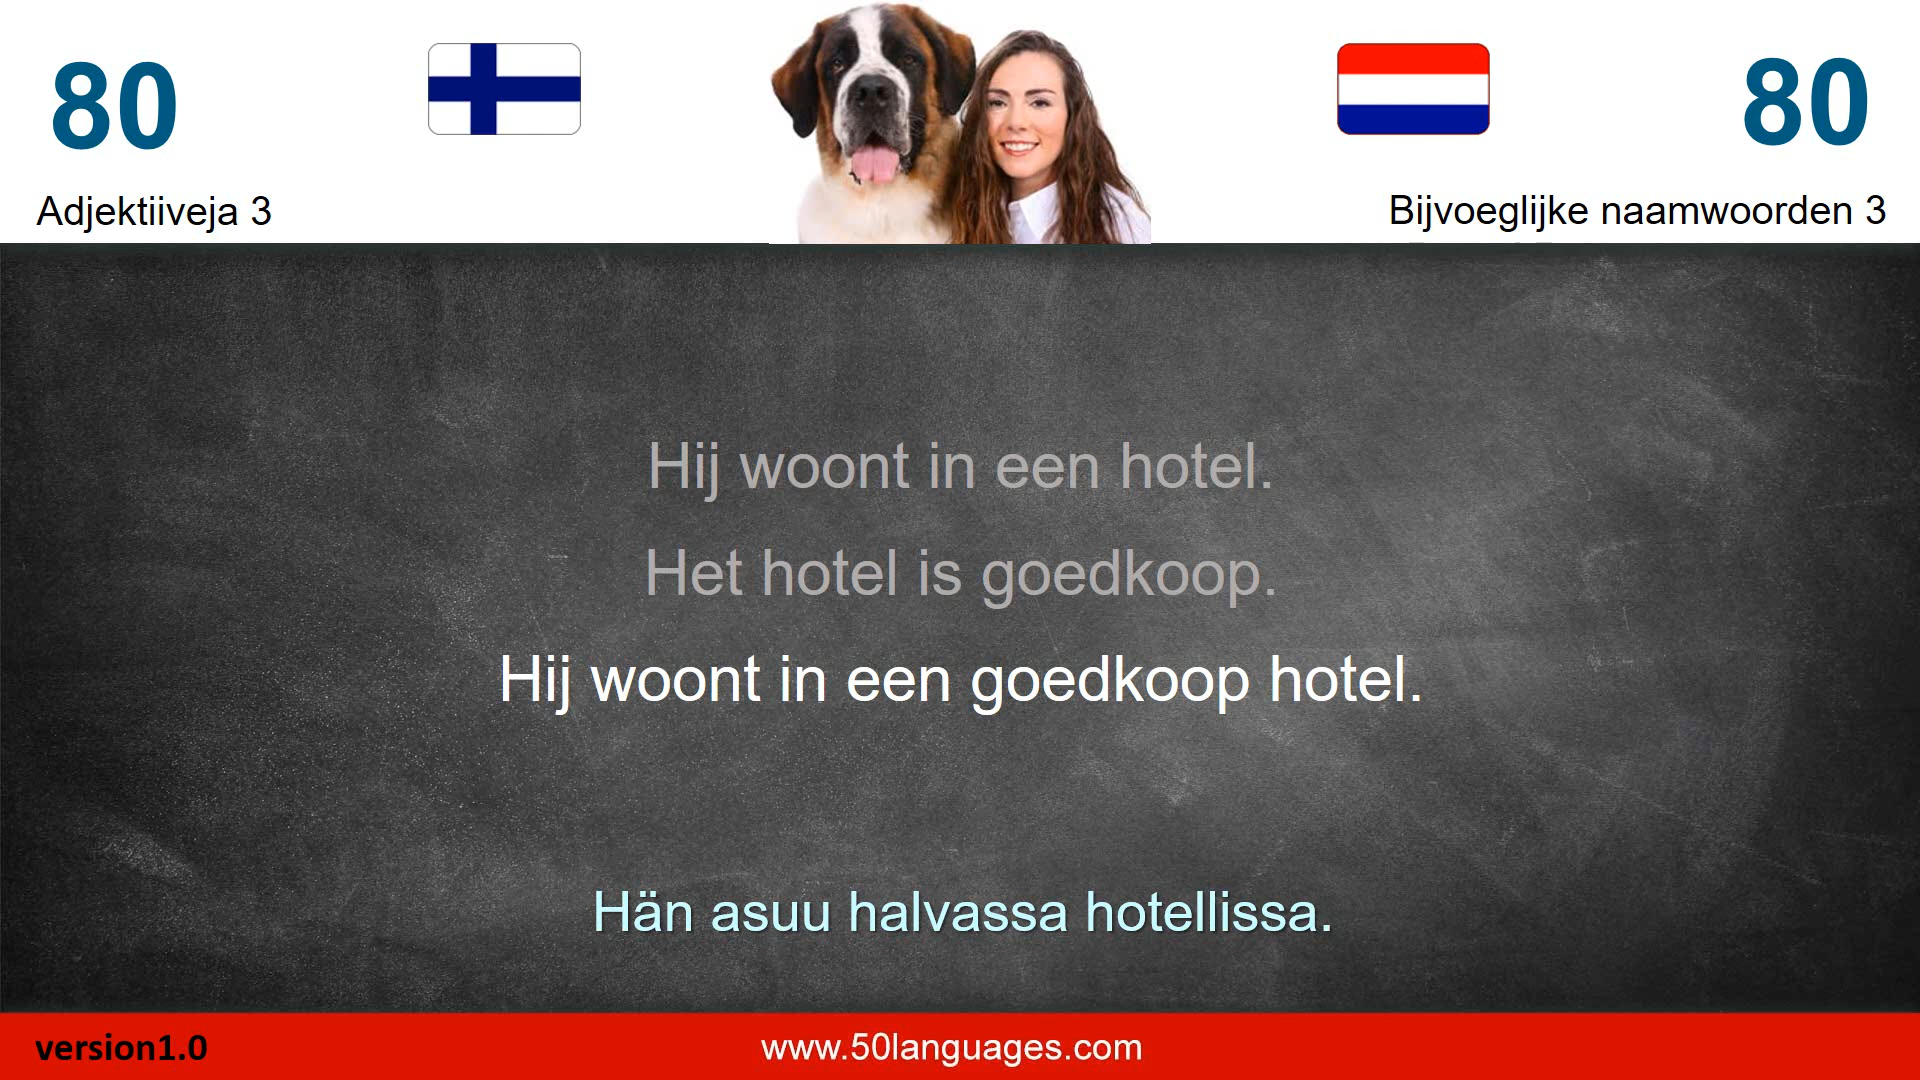 80
80
Adjektiiveja 3
Bijvoeglijke naamwoorden 3
Hij woont in een hotel.
Het hotel is goedkoop.
Hij woont in een goedkoop hotel.
Hän asuu halvassa hotellissa.
version1.0
www.50languages.com